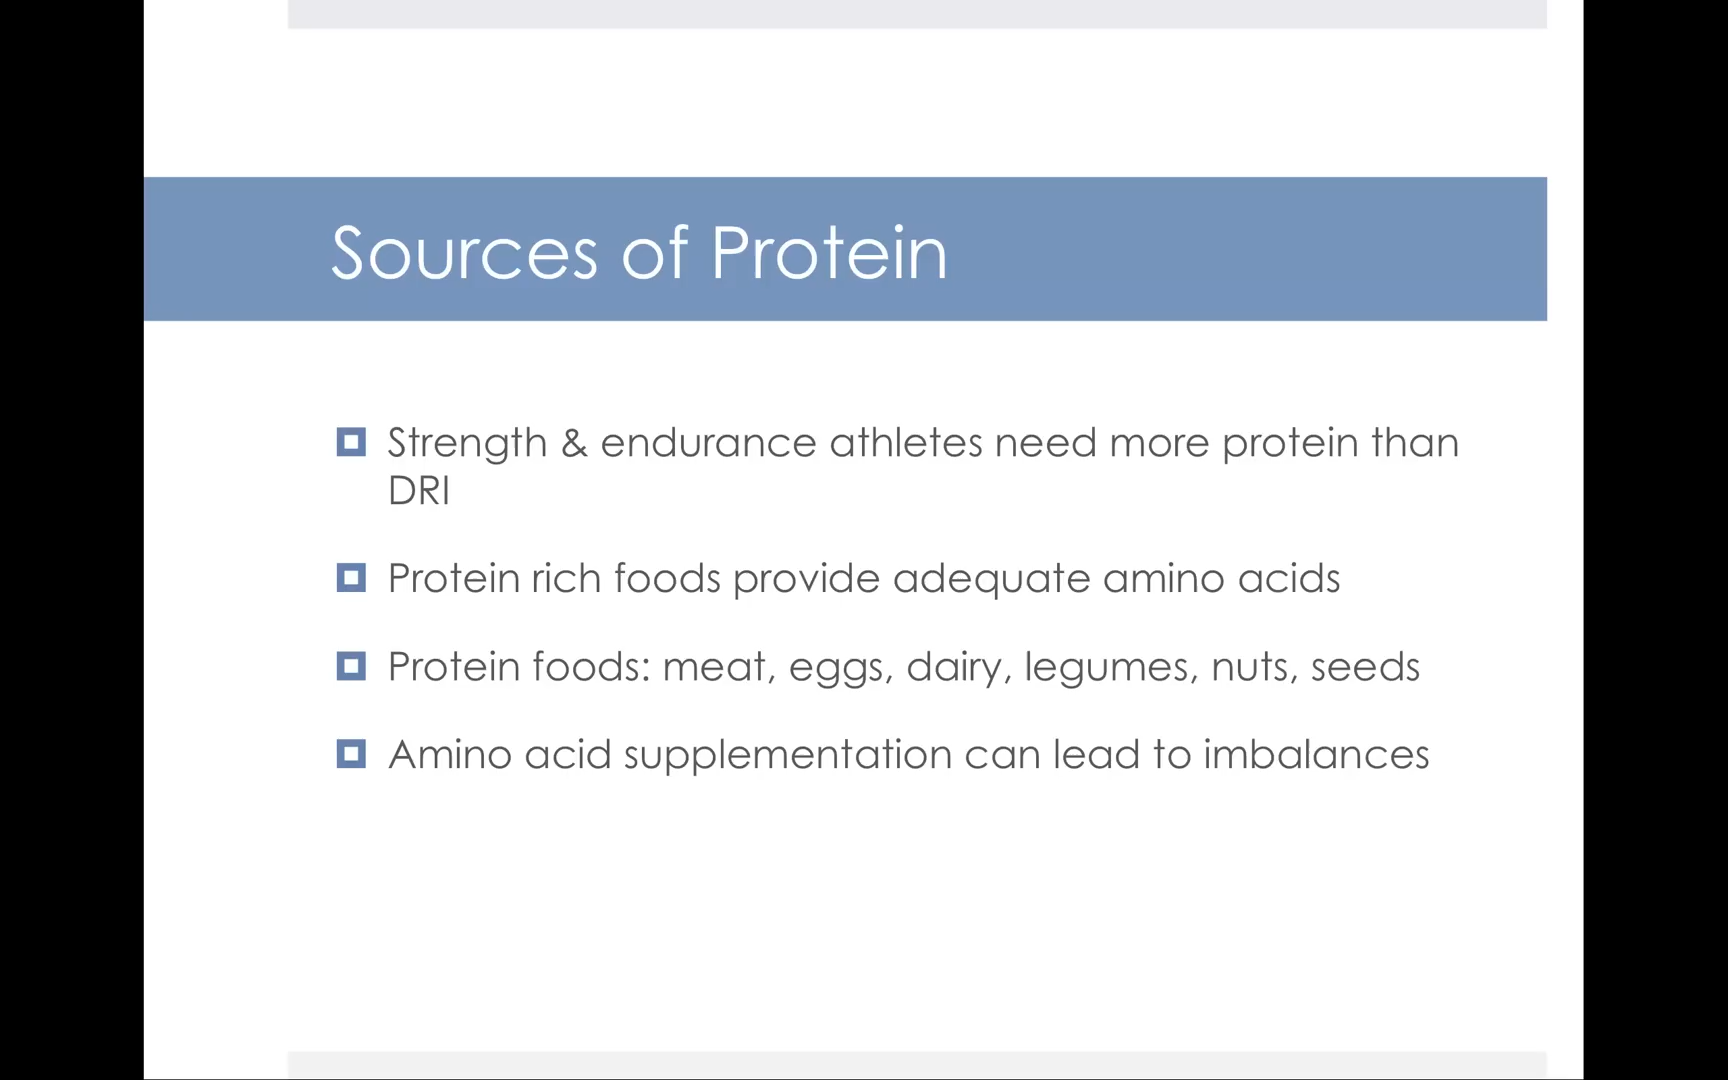 Sources of Protein
Strength & endurance athletes need more protein than
DRI
Protein rich foods provide adequate amino acids
Protein foods: meat, eggs, dairy, legumes, nuts, seeds
Amino acid supplementation can lead to imbalances